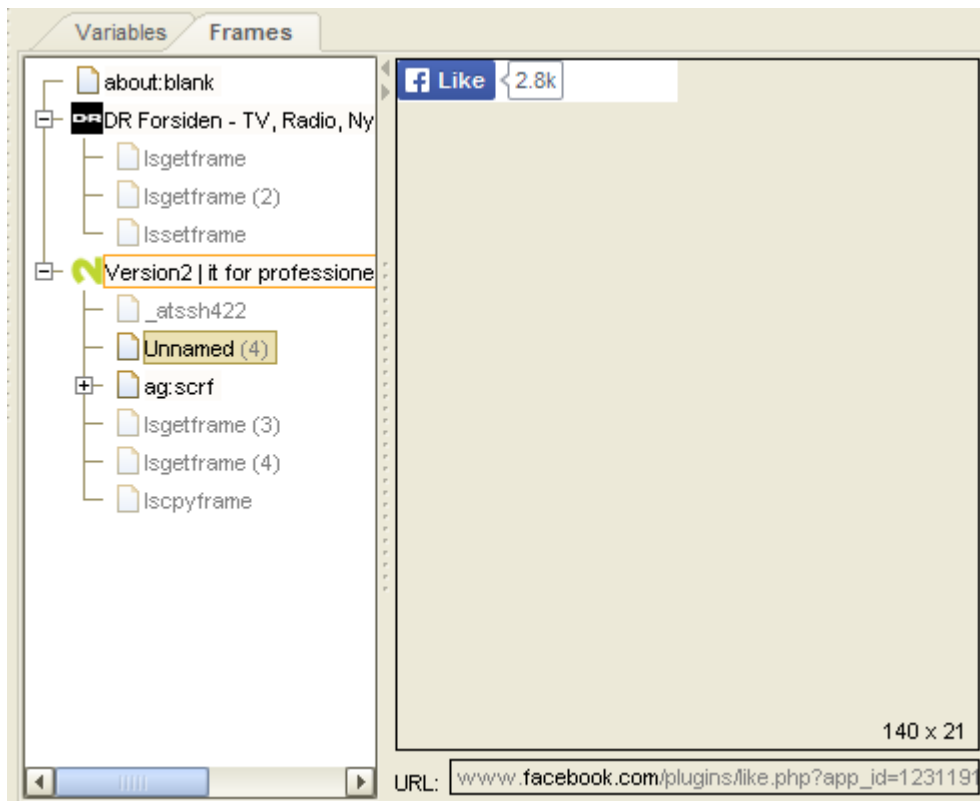 Variables Frames
about:blank
DR DR Forsiden - TV, Radio, Ny
lsgetframe
lsgetframe (2)
lssetframe
Version2 | it for professione
_atssh422
Unnamed (4)
ag:scrf
lsgetframe (3)
lsgetframe (4)
lscpyframe
Like 2.8k
140 x 21
URL: www.facebook.com/plugins/like.php?app_id=1231191